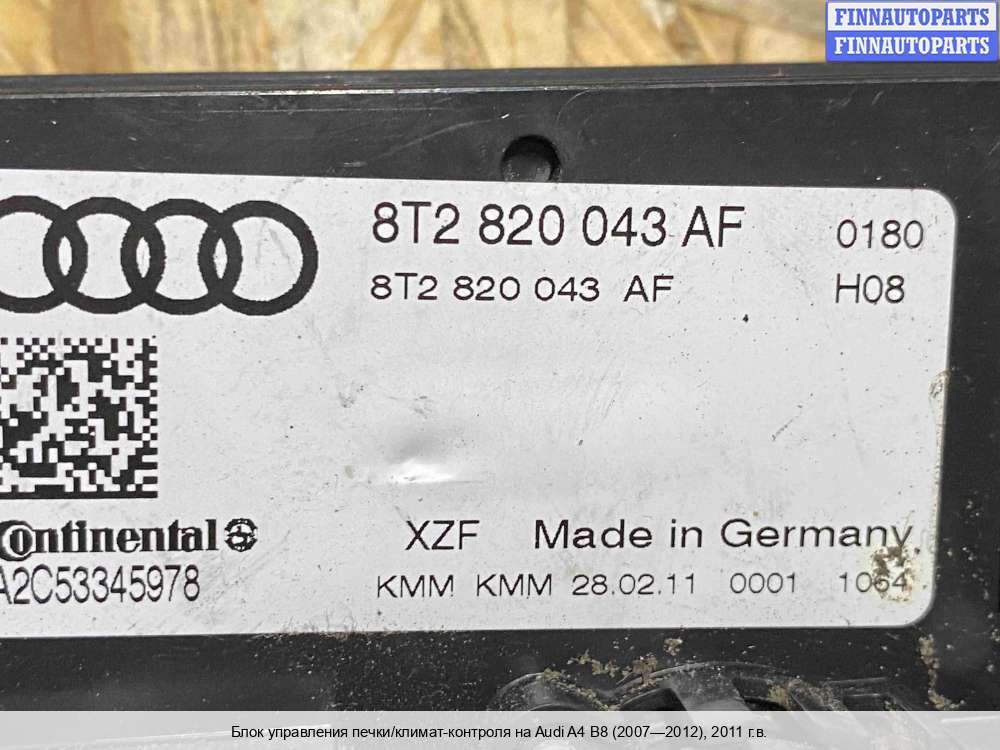 FINNAUTOPARTS
FINNAUTOPARTS
8T2 820 043 AF 0180
8T2 820 043 AF H08
Continental
XZF Made in Germany
A2C53345978
KMM KMM 28.02.11 0001 1064
Блок управления печки/климат-контроля на Audi A4 B8 (2007—2012), 2011 г.в.